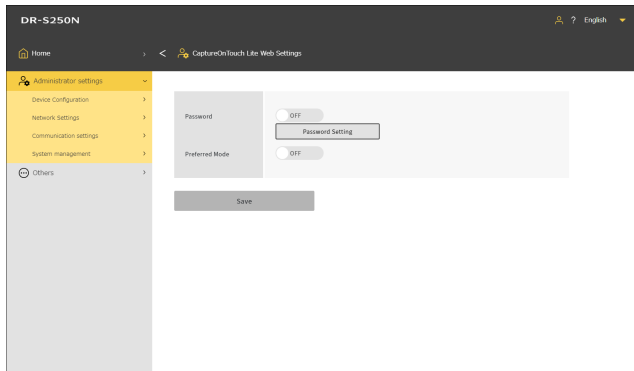 DR-S250N
? English
Home
CaptureOnTouch Lite Web Settings
Administrator settings
Device Configuration
Network Settings
Communication settings
System management
Others
Password
OFF
Password Setting
Preferred Mode
OFF
Save